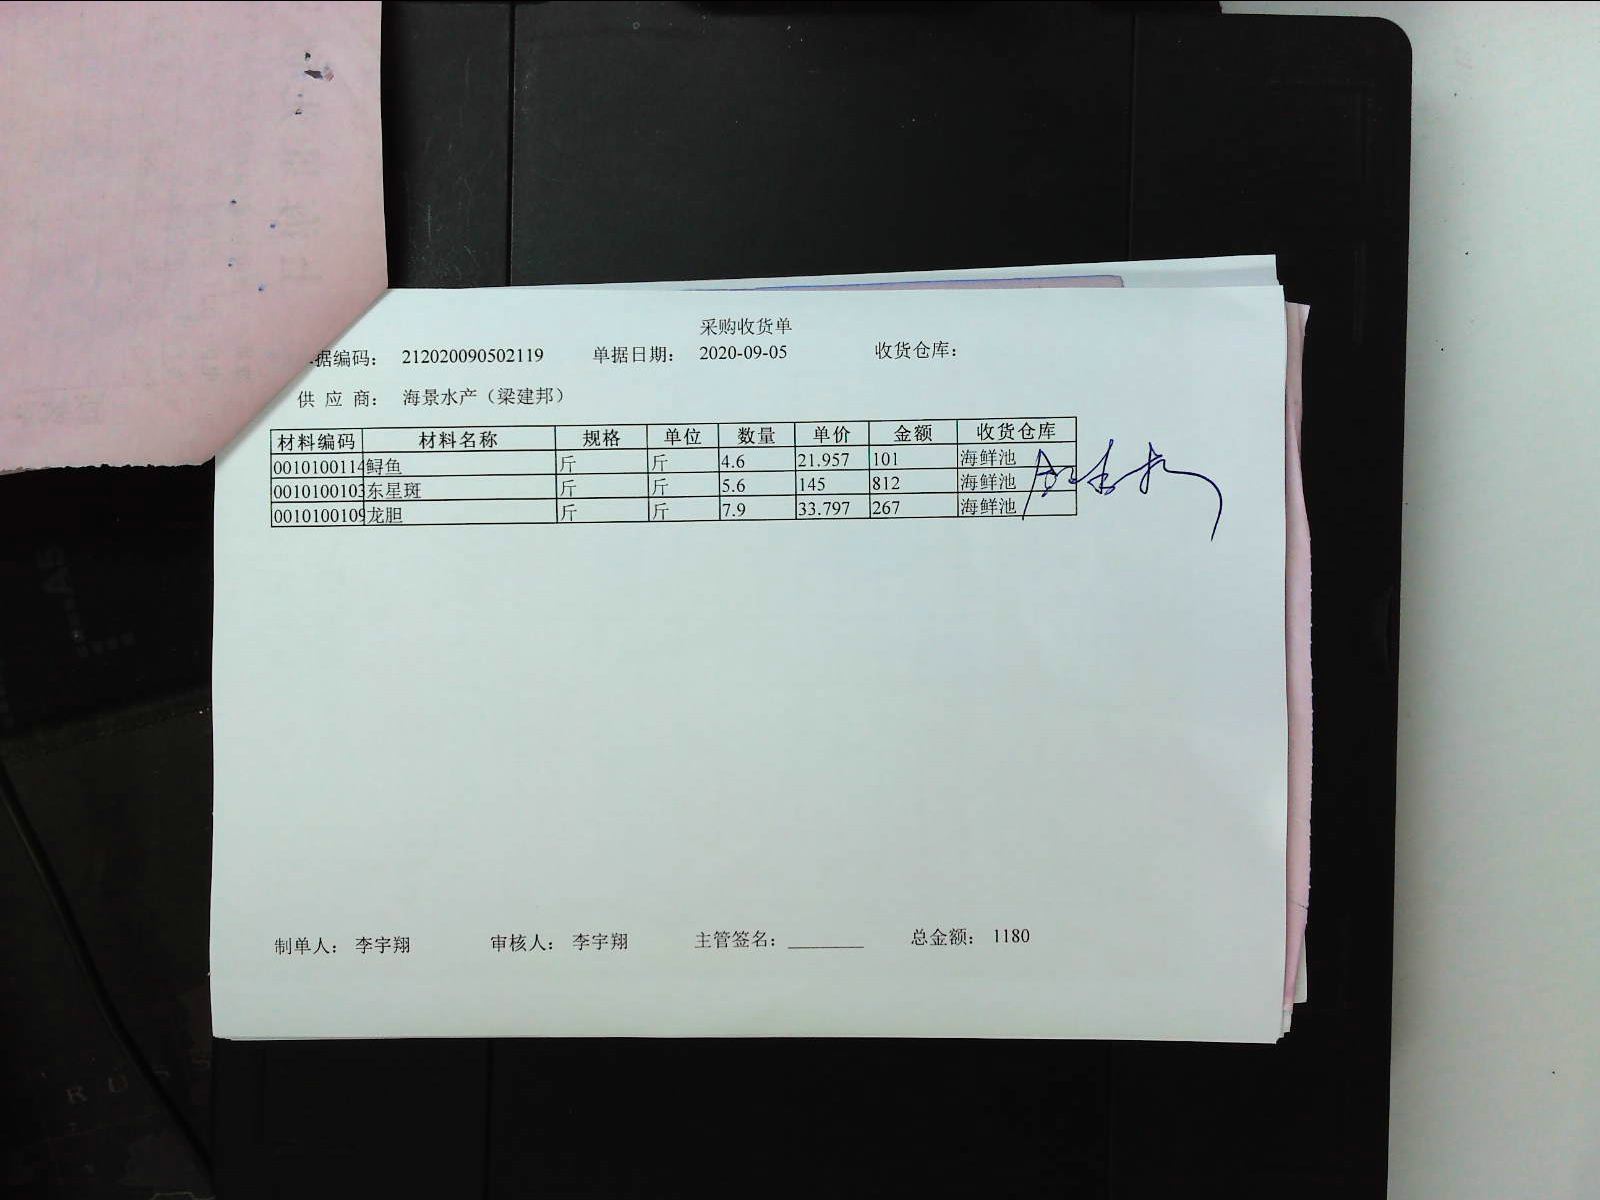 采购收货单
据编码： 212020090502119 单据日期： 2020-09-05 收货仓库：
供 应 商： 海景水产（梁建邦）
材料编码 材料名称 规格 单位 数量 单价 金额 收货仓库
0010100114 鲟鱼 斤 斤 4.6 21.957 101 海鲜池
0010100103 东星斑 斤 斤 5.6 145 812 海鲜池
0010100109 龙胆 斤 斤 7.9 33.797 267 海鲜池
制单人： 李宇翔 审核人： 李宇翔 主管签名：________ 总金额： 1180